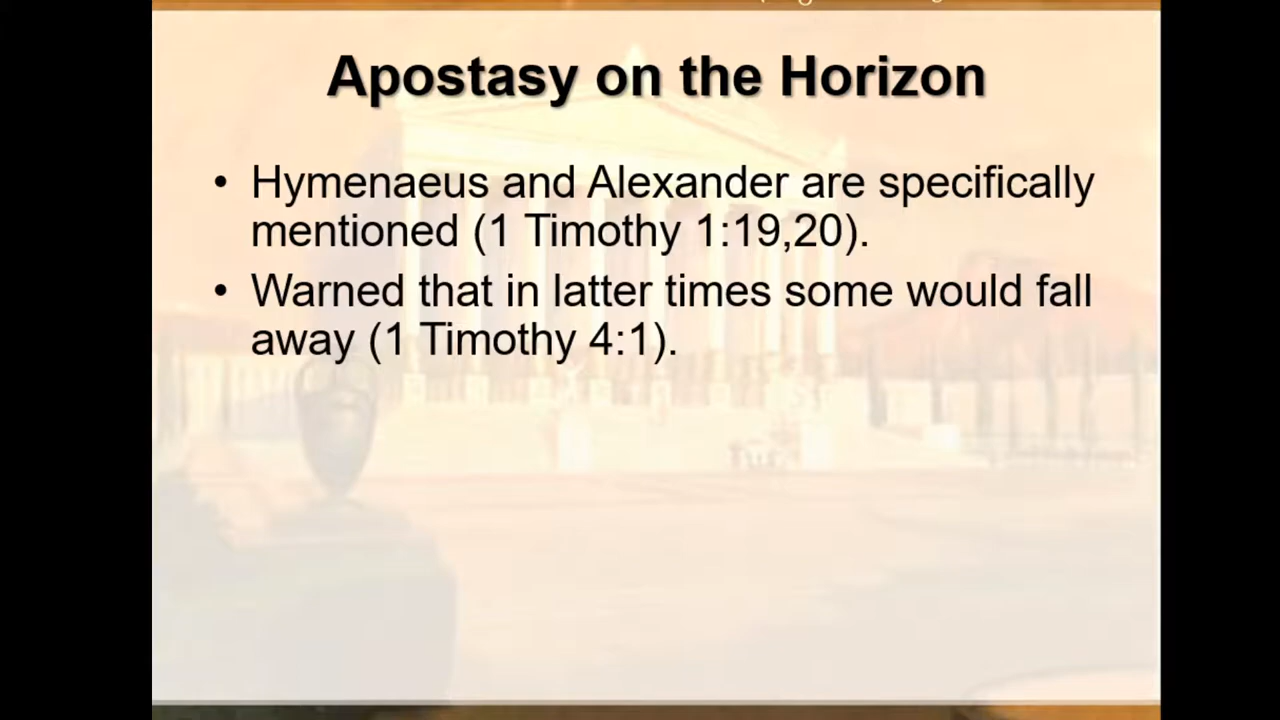 Apostasy on the Horizon
• Hymenaeus and Alexander are specifically
mentioned (1 Timothy 1:19,20).
• Warned that in latter times some would fall
away (1 Timothy 4:1).